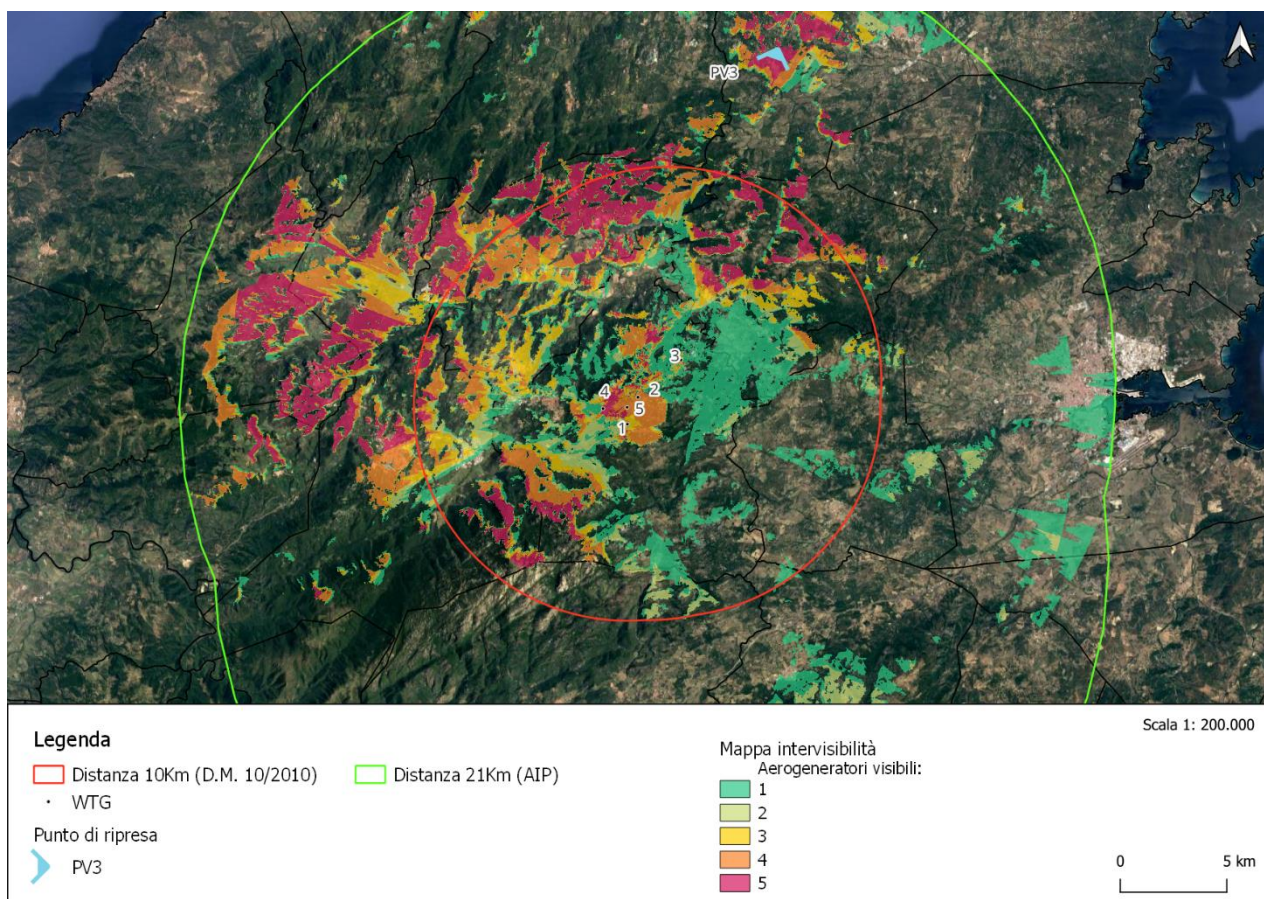 PV3
3
4
2
5
1
Scala 1: 200.000
Legenda
Distanza 10Km (D.M. 10/2010)
Distanza 21Km (AIP)
WTG
Punto di ripresa
PV3
Mappa intervisibilità
Aerogeneratori visibili:
1
2
3
4
5
0 5 km